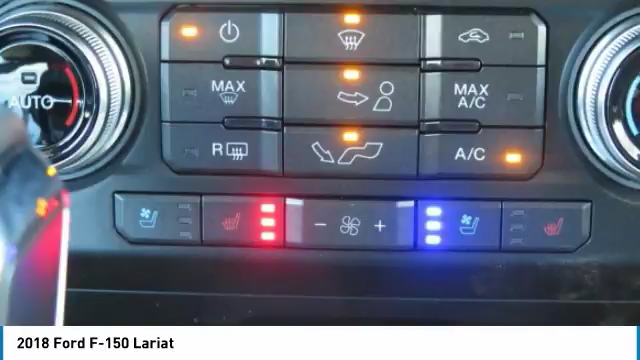 AUTO
MAX
MAX
A/C
R
A/C
- +
2018 Ford F-150 Lariat